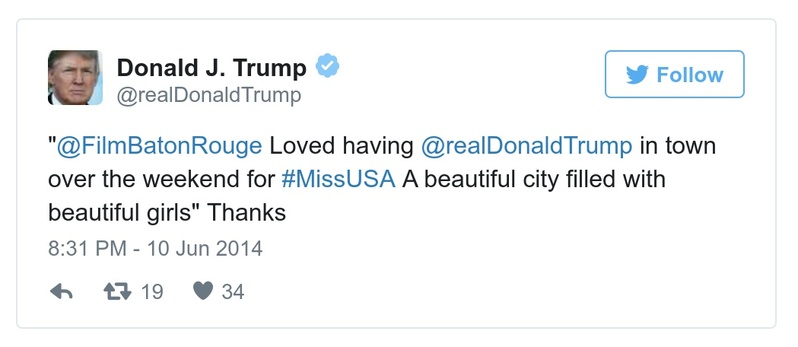 Donald J. Trump
@realDonaldTrump
Follow
"@FilmBatonRouge Loved having @realDonaldTrump in town
over the weekend for #MissUSA A beautiful city filled with
beautiful girls" Thanks
8:31 PM - 10 Jun 2014
19 34